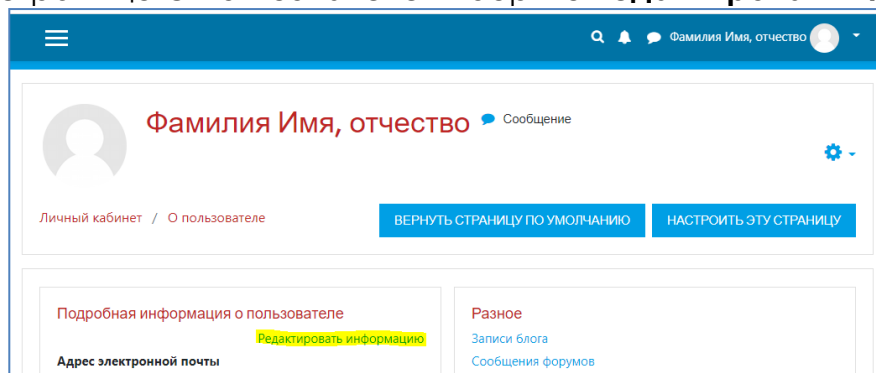 Фамилия Имя, отчество
Фамилия Имя, отчество Сообщение
Личный кабинет / О пользователе
ВЕРНУТЬ СТРАНИЦУ ПО УМОЛЧАНИЮ НАСТРОИТЬ ЭТУ СТРАНИЦУ
Подробная информация о пользователе
Редактировать информацию
Адрес электронной почты
Разное
Записи блога
Сообщения форумов